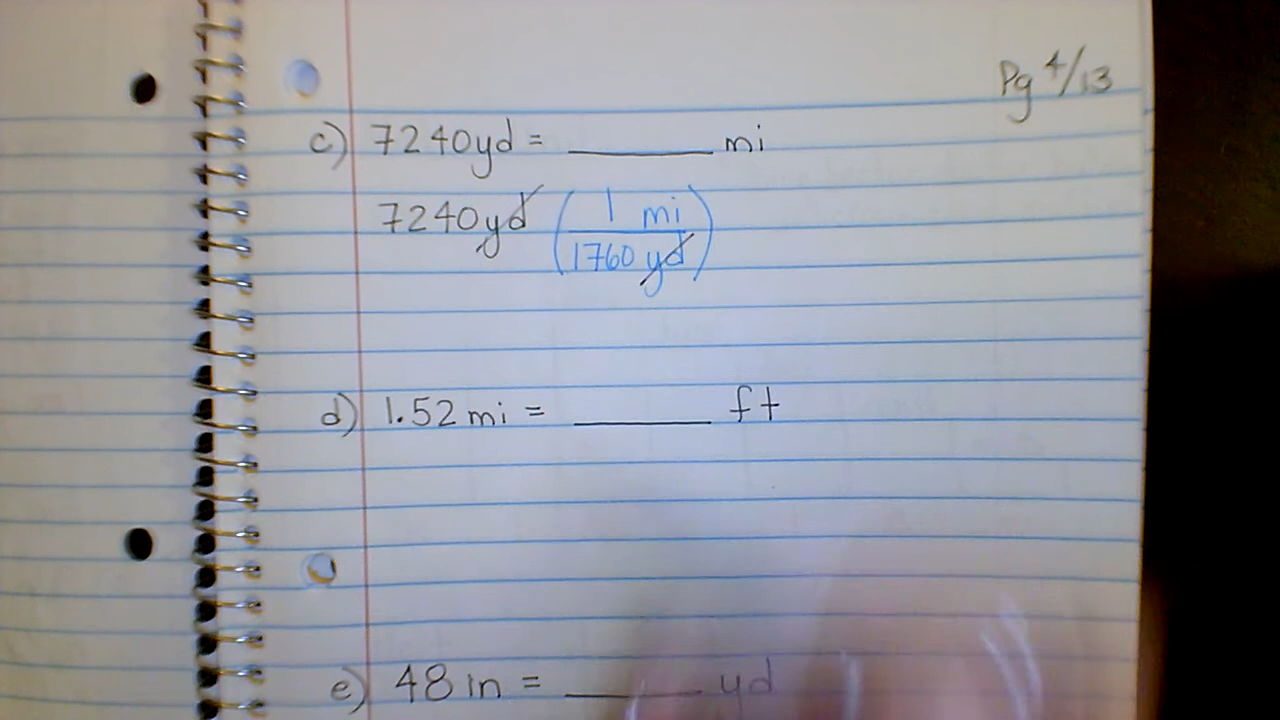 Pg 4/13
c) 7240yd = ______ mi
7240yd (1 mi / 1760 yd)
d) 1.52 mi = ______ ft
e) 48 in = ______ yd